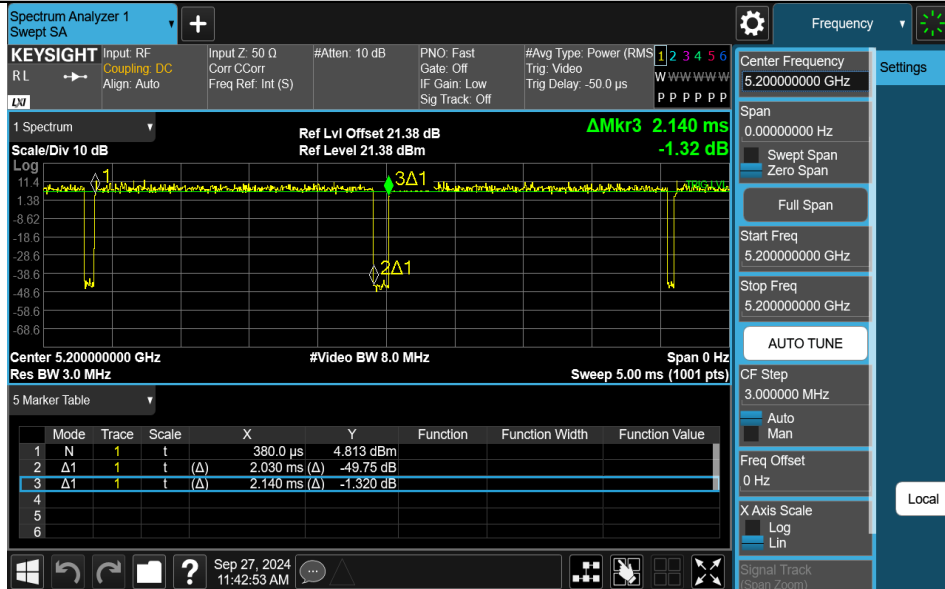 Spectrum Analyzer 1
Swept SA
+
Frequency
KEYSIGHT
R L
LXI
Input: RF
Coupling: DC
Align: Auto
Input Z: 50 Ω
Corr CCorr
Freq Ref: Int (S)
#Atten: 10 dB
PNO: Fast
Gate: Off
IF Gain: Low
Sig Track: Off
#Avg Type: Power (RMS
Trig: Video
Trig Delay: -50.0 μs
1 2 3 4 5 6
W W W W W W
P P P P P P
1 Spectrum
Scale/Div 10 dB
Ref Lvl Offset 21.38 dB
Ref Level 21.38 dBm
ΔMkr3 2.140 ms
-1.32 dB
Log
11.4
1.38
-8.62
-18.6
-28.6
-38.6
-48.6
-58.6
-68.6
1
3Δ1
2Δ1
TRIG LVL
Center 5.200000000 GHz
#Video BW 8.0 MHz
Span 0 Hz
Res BW 3.0 MHz
Sweep 5.00 ms (1001 pts)
5 Marker Table
Mode Trace Scale X Y Function Function Width Function Value
1 N 1 t 380.0 μs 4.813 dBm
2 Δ1 1 t (Δ) 2.030 ms (Δ) -49.75 dB
3 Δ1 1 t (Δ) 2.140 ms (Δ) -1.320 dB
4
5
6
?
Sep 27, 2024
11:42:53 AM
Center Frequency
5.200000000 GHz
Span
0.00000000 Hz
Swept Span
Zero Span
Full Span
Start Freq
5.200000000 GHz
Stop Freq
5.200000000 GHz
AUTO TUNE
CF Step
3.000000 MHz
Auto
Man
Freq Offset
0 Hz
X Axis Scale
Log
Lin
Signal Track
(Span Zoom)
Settings
Local